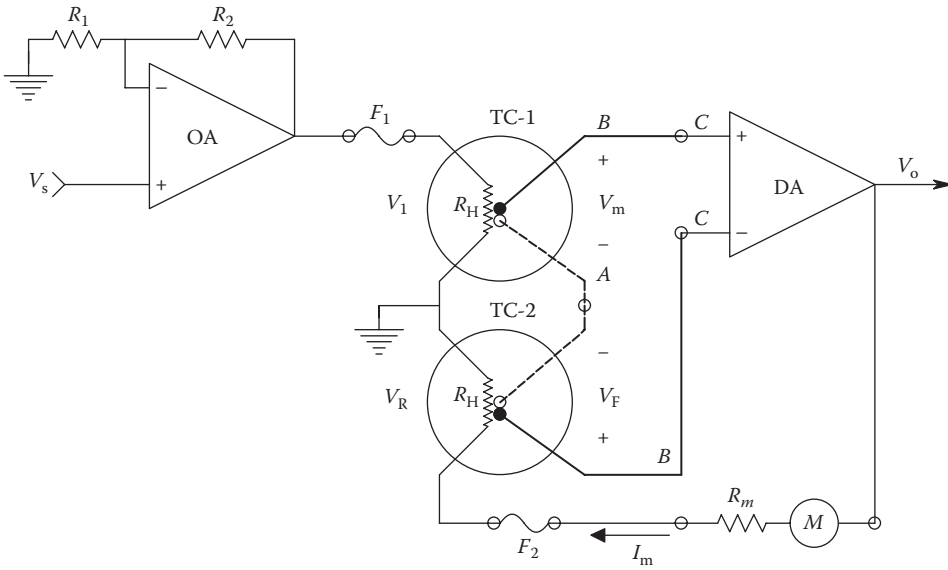 R1 R2
− OA
Vs +
F1
TC-1
B C
+ +
V1 RH Vm DA Vo
− C −
A
TC-2
−
VR RH VF
+
B
Rm
M
F2 Im